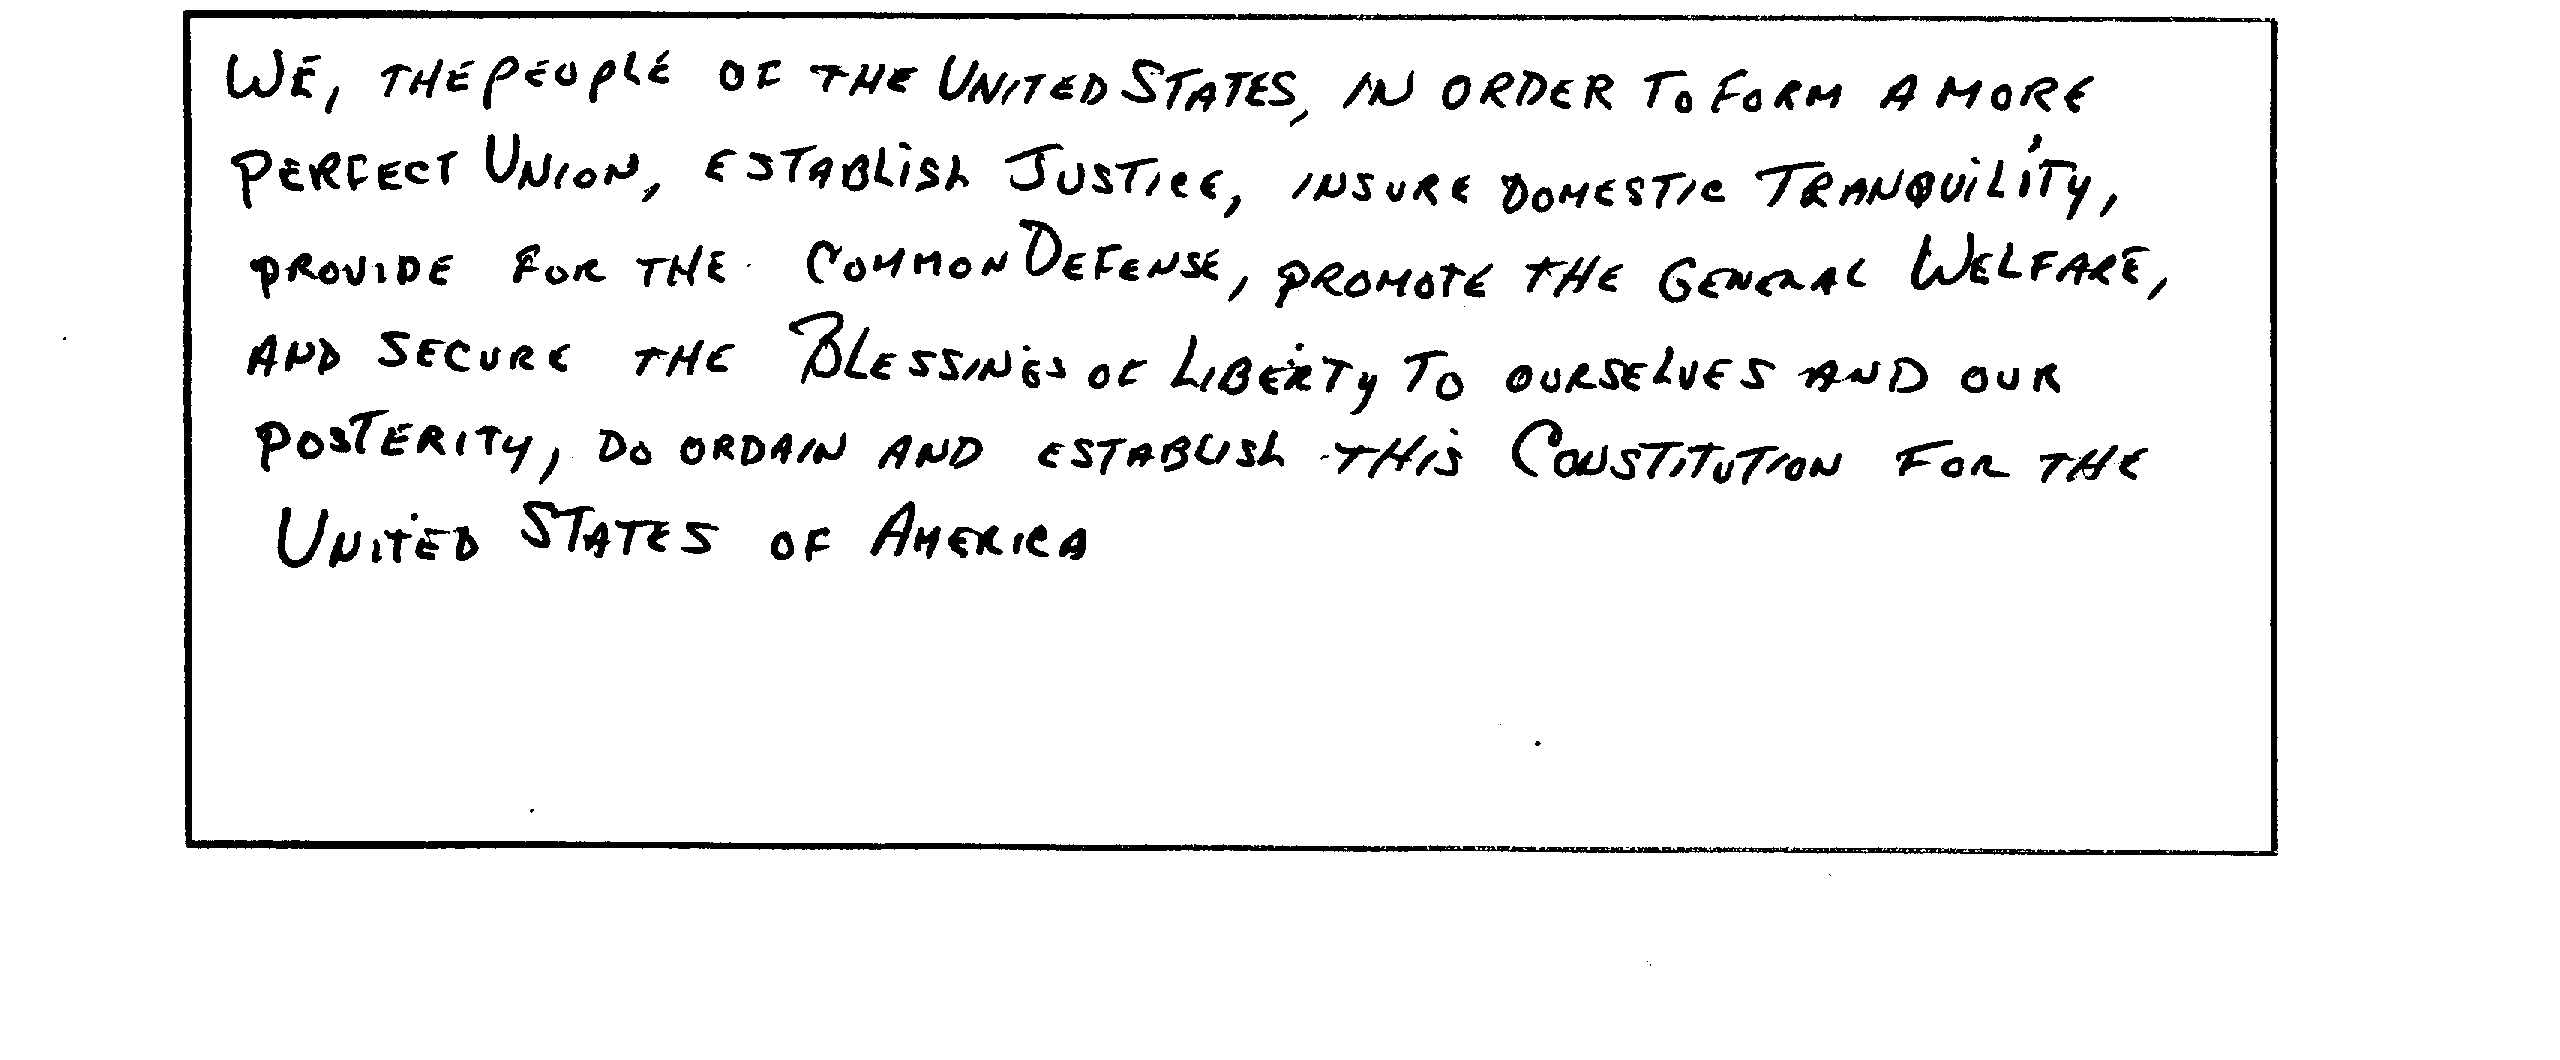 WE, THE PEOPLE OF THE UNITED STATES, IN ORDER TO FORM A MORE
PERFECT UNION, ESTABLISH JUSTICE, INSURE DOMESTIC TRANQUILITY,
PROVIDE FOR THE COMMON DEFENSE, PROMOTE THE GENERAL WELFARE,
AND SECURE THE BLESSINGS OF LIBERTY TO OURSELVES AND OUR
POSTERITY, DO ORDAIN AND ESTABLISH THIS CONSTITUTION FOR THE
UNITED STATES OF AMERICA